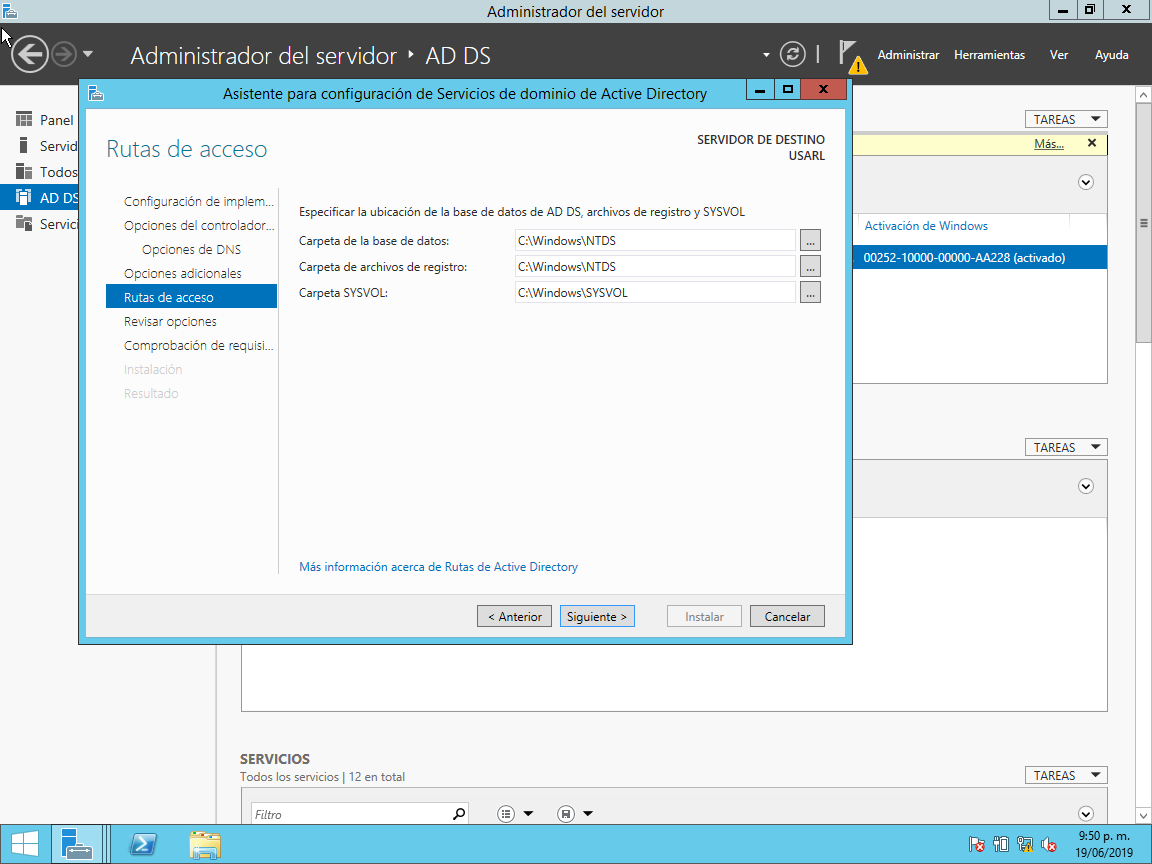 Administrador del servidor
Administrador del servidor
AD DS
Administrar
Herramientas
Ver
Ayuda
Panel
Servid
Todos
AD DS
Servici
Asistente para configuración de Servicios de dominio de Active Directory
Rutas de acceso
SERVIDOR DE DESTINO
USARL
Configuración de implem...
Opciones del controlador...
Opciones de DNS
Opciones adicionales
Rutas de acceso
Revisar opciones
Comprobación de requisi...
Instalación
Resultado
Especificar la ubicación de la base de datos de AD DS, archivos de registro y SYSVOL
Carpeta de la base de datos:
C:\Windows\NTDS
...
Carpeta de archivos de registro:
C:\Windows\NTDS
...
Carpeta SYSVOL:
C:\Windows\SYSVOL
...
Más información acerca de Rutas de Active Directory
< Anterior
Siguiente >
Instalar
Cancelar
TAREAS
Más...
Activación de Windows
00252-10000-00000-AA228 (activado)
TAREAS
SERVICIOS
Todos los servicios | 12 en total
TAREAS
Filtro
9:50 p. m.
19/06/2019